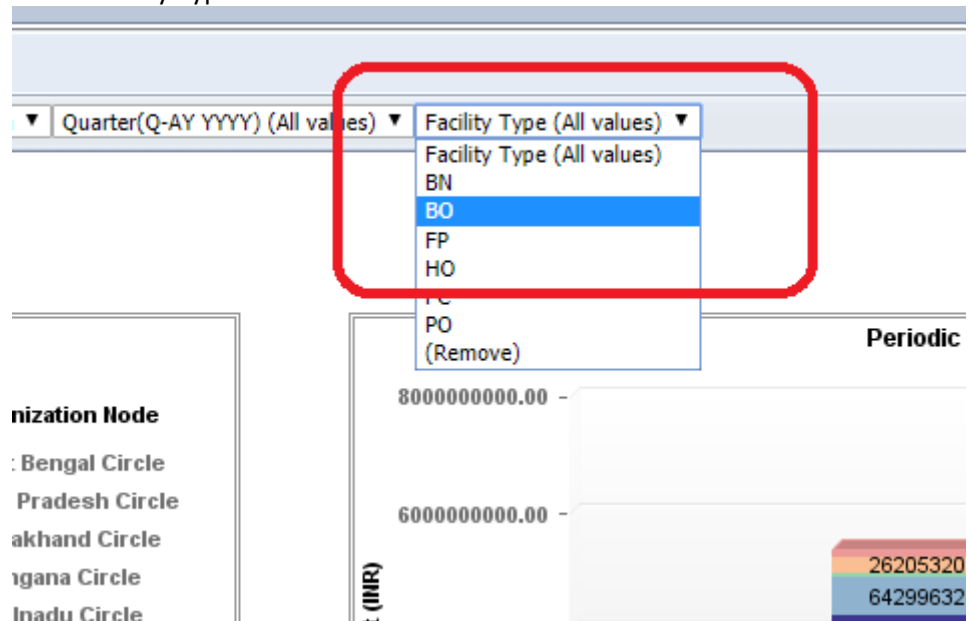 Quarter(Q-AY YYYY) (All values) ▼ Facility Type (All values) ▼
Facility Type (All values)
BN
BO
FP
HO
PO
(Remove)
Periodic
8000000000.00
6000000000.00
(INR)
26205320
64299632
nization Node
Bengal Circle
Pradesh Circle
akhand Circle
ngana Circle
lnadu Circle